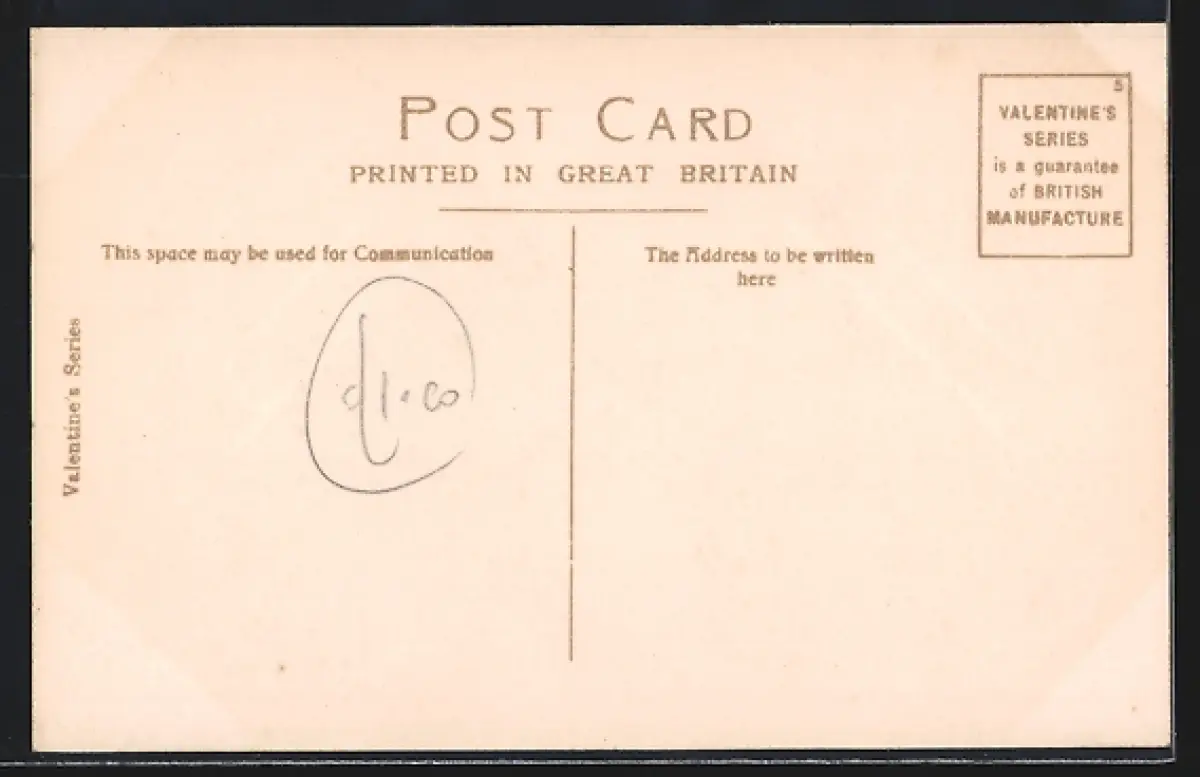 POST CARD
PRINTED IN GREAT BRITAIN
5
VALENTINE'S
SERIES
is a guarantee
of BRITISH
MANUFACTURE
This space may be used for Communication
The Address to be written
here
Valentine's Series